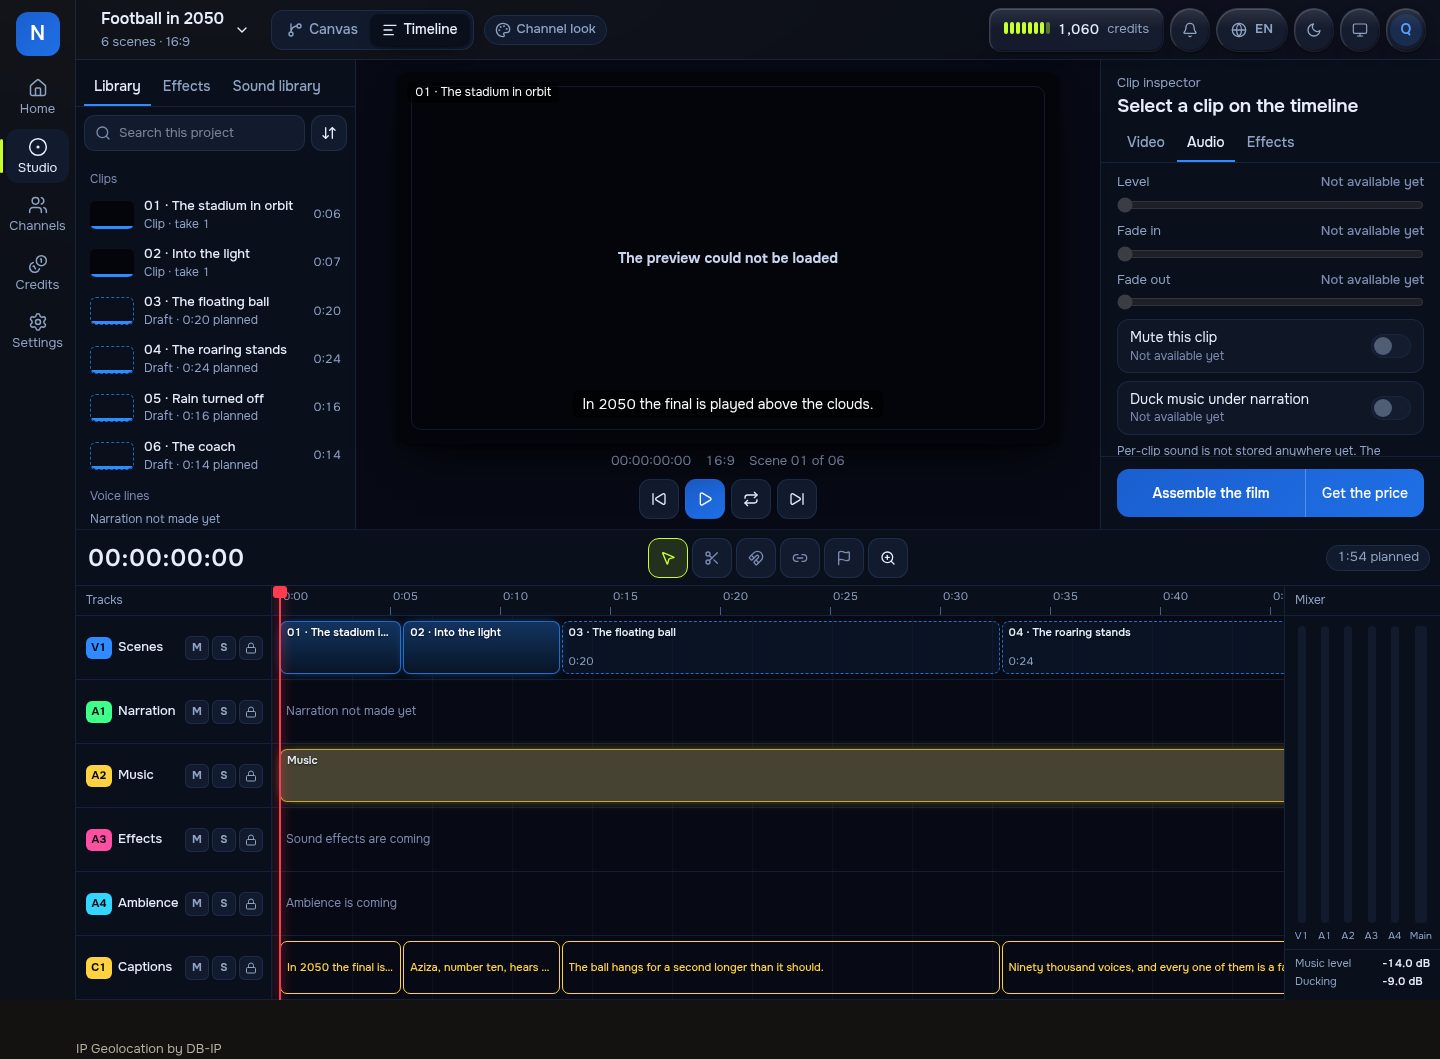 N
Football in 2050
6 scenes · 16:9
Canvas
Timeline
Channel look
1,060 credits
EN
Q
Home
Studio
Channels
Credits
Settings
Library
Effects
Sound library
Search this project
Clips
01 · The stadium in orbit
Clip · take 1
0:06
02 · Into the light
Clip · take 1
0:07
03 · The floating ball
Draft · 0:20 planned
0:20
04 · The roaring stands
Draft · 0:24 planned
0:24
05 · Rain turned off
Draft · 0:16 planned
0:16
06 · The coach
Draft · 0:14 planned
0:14
Voice lines
Narration not made yet
01 · The stadium in orbit
The preview could not be loaded
In 2050 the final is played above the clouds.
00:00:00:00
16:9
Scene 01 of 06
Clip inspector
Select a clip on the timeline
Video
Audio
Effects
Level
Not available yet
Fade in
Not available yet
Fade out
Not available yet
Mute this clip
Not available yet
Duck music under narration
Not available yet
Per-clip sound is not stored anywhere yet. The
Assemble the film
Get the price
00:00:00:00
1:54 planned
Tracks
0:00
0:05
0:10
0:15
0:20
0:25
0:30
0:35
0:40
0:
Mixer
V1 Scenes M S
01 · The stadium i...
02 · Into the light
03 · The floating ball
0:20
04 · The roaring stands
0:24
A1 Narration M S
Narration not made yet
A2 Music M S
Music
A3 Effects M S
Sound effects are coming
A4 Ambience M S
Ambience is coming
C1 Captions M S
In 2050 the final is...
Aziza, number ten, hears ...
The ball hangs for a second longer than it should.
Ninety thousand voices, and every one of them is a
V1 A1 A2 A3 A4 Main
Music level -14.0 dB
Ducking -9.0 dB
IP Geolocation by DB-IP